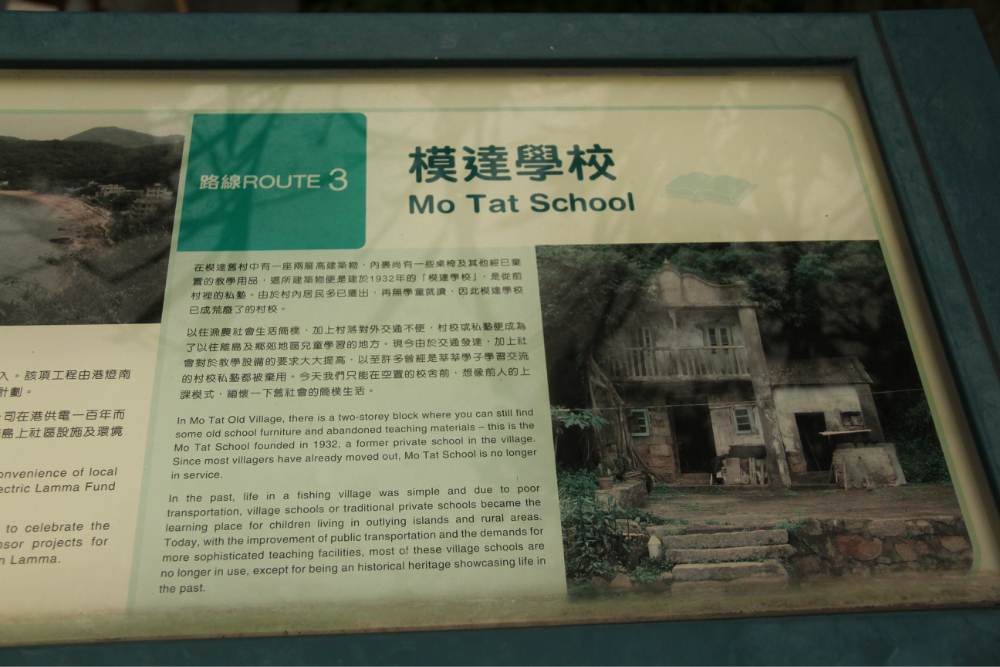 入。該項工程由港燈南
計劃。
司在港供電一百年而
島上社區設施及環境
onvenience of local
ectric Lamma Fund
to celebrate the
nsor projects for
n Lamma.
路線ROUTE 3
模達學校
Mo Tat School
在模達舊村中有一座兩層高建築物，內裏尚有一些桌椅及其他經已棄
置的教學用品，這所建築物便是建於1932年的「模達學校」，是從前
村裡的私塾。由於村內居民多已遷出，再無學童就讀，因此模達學校
已成荒廢了的村校。
以往漁農社會生活簡樸，加上村落對外交通不便，村校或私塾便成為
了以往離島及鄉郊地區兒童學習的地方。現今由於交通發達，加上社
會對於教學設備的要求大大提高，以至許多曾經是莘莘學子學習交流
的村校私塾都被棄用。今天我們只能在空置的校舍前，想像前人的上
課模式，緬懷一下舊社會的簡樸生活。
In Mo Tat Old Village, there is a two-storey block where you can still find
some old school furniture and abandoned teaching materials – this is the
Mo Tat School founded in 1932, a former private school in the village.
Since most villagers have already moved out, Mo Tat School is no longer
in service.
In the past, life in a fishing village was simple and due to poor
transportation, village schools or traditional private schools became the
learning place for children living in outlying islands and rural areas.
Today, with the improvement of public transportation and the demands for
more sophisticated teaching facilities, most of these village schools are
no longer in use, except for being an historical heritage showcasing life in
the past.